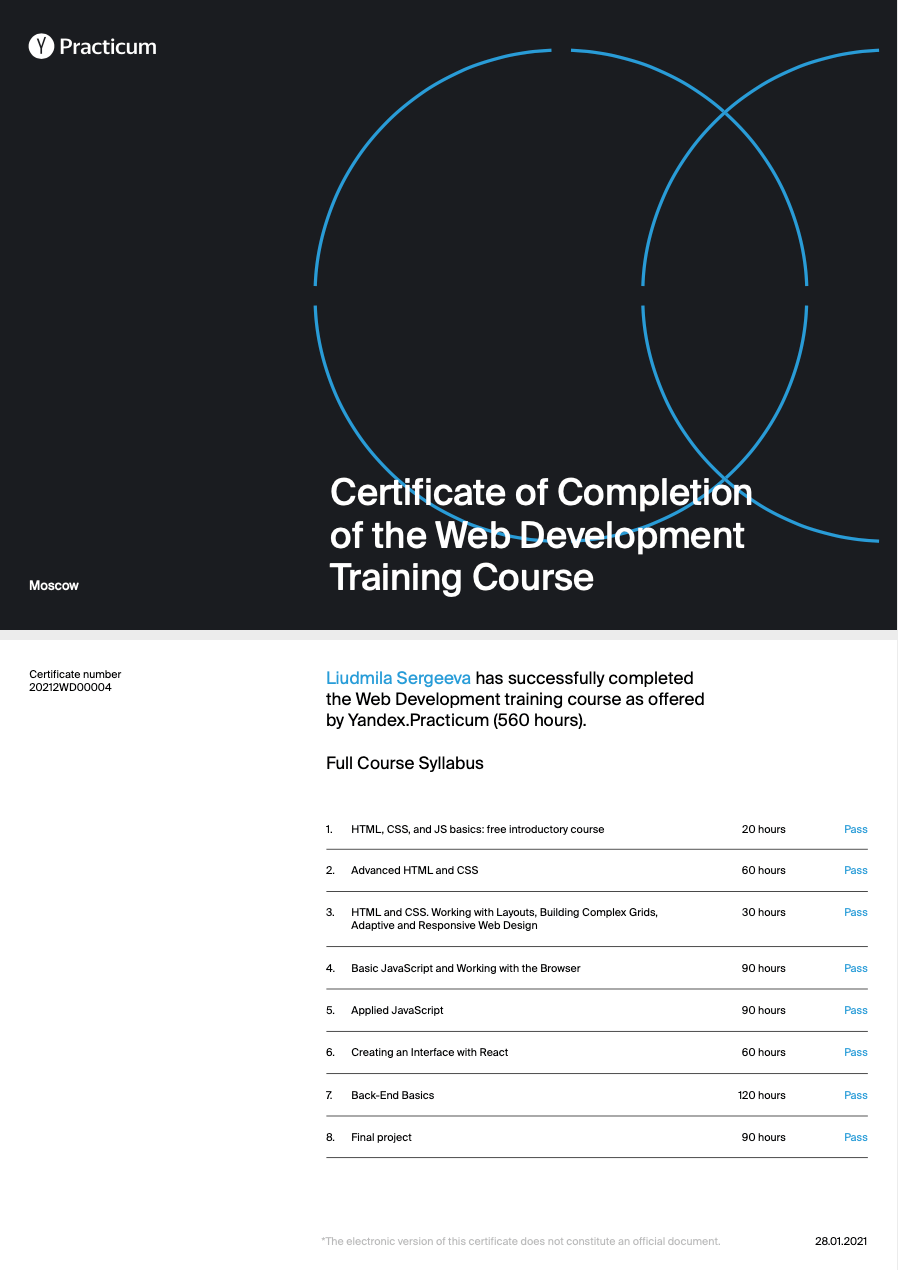 Practicum
Certificate of Completion
of the Web Development
Training Course
Moscow
Certificate number
20212WD00004
Liudmila Sergeeva has successfully completed
the Web Development training course as offered
by Yandex.Practicum (560 hours).
Full Course Syllabus
1. HTML, CSS, and JS basics: free introductory course 20 hours Pass
2. Advanced HTML and CSS 60 hours Pass
3. HTML and CSS. Working with Layouts, Building Complex Grids, 30 hours Pass
Adaptive and Responsive Web Design
4. Basic JavaScript and Working with the Browser 90 hours Pass
5. Applied JavaScript 90 hours Pass
6. Creating an Interface with React 60 hours Pass
7. Back-End Basics 120 hours Pass
8. Final project 90 hours Pass
*The electronic version of this certificate does not constitute an official document. 28.01.2021